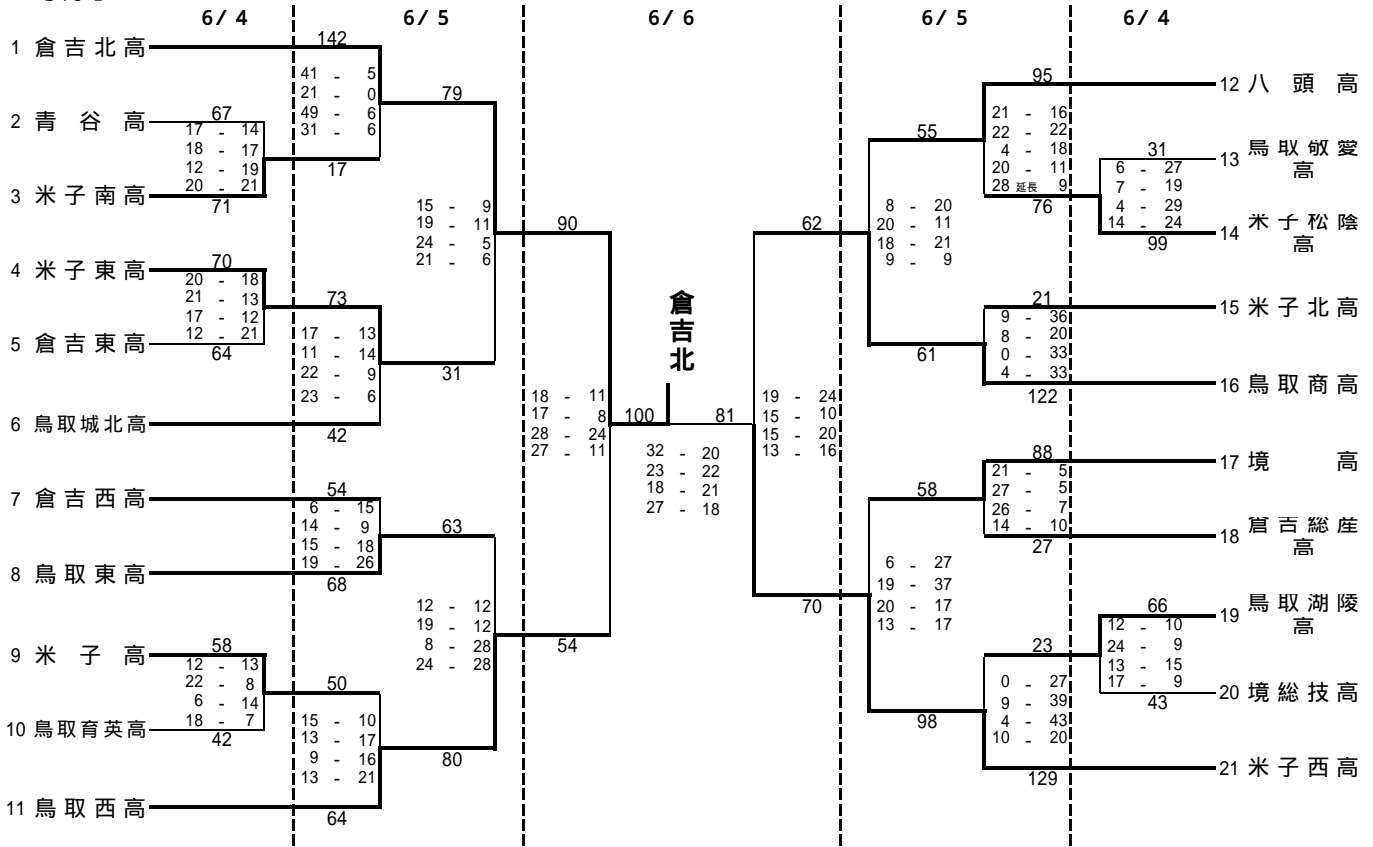 6/4 6/5 6/6 6/5 6/4
1 倉吉北高
142
41 - 5
21 - 0
49 - 6
31 - 6
17
2 青谷高
67
17 - 14
18 - 17
12 - 19
20 - 21
71
3 米子南高
79
15 - 9
19 - 11
24 - 5
21 - 6
31
4 米子東高
70
20 - 18
21 - 13
17 - 12
12 - 21
64
5 倉吉東高
73
17 - 13
11 - 14
22 - 9
23 - 6
42
6 鳥取城北高
90
18 - 11
17 - 8
28 - 24
27 - 11
54
7 倉吉西高
54
6 - 15
14 - 9
15 - 18
19 - 26
68
8 鳥取東高
63
12 - 12
19 - 12
8 - 28
24 - 28
80
9 米子高
58
12 - 13
22 - 8
6 - 14
18 - 7
42
10 鳥取育英高
50
15 - 10
13 - 17
9 - 16
13 - 21
64
11 鳥取西高
倉吉北
100 81
32 - 20
23 - 22
18 - 21
27 - 18
62
19 - 24
15 - 10
15 - 20
13 - 16
70
55
8 - 20
20 - 11
18 - 21
9 - 9
61
95
21 - 16
22 - 22
4 - 18
20 - 11
28 延長 9
76
12 八頭高
31
6 - 27
7 - 19
4 - 29
14 - 24
99
13 鳥取敬愛
高
14 米子松陰
高
21
9 - 36
8 - 20
0 - 33
4 - 33
122
15 米子北高
16 鳥取商高
58
6 - 27
19 - 37
20 - 17
13 - 17
98
88
21 - 5
27 - 5
26 - 7
14 - 10
27
17 境高
18 倉吉総産
高
23
0 - 27
9 - 39
4 - 43
10 - 20
129
66
12 - 10
24 - 9
13 - 15
17 - 9
43
19 鳥取湖陵
高
20 境総技高
21 米子西高